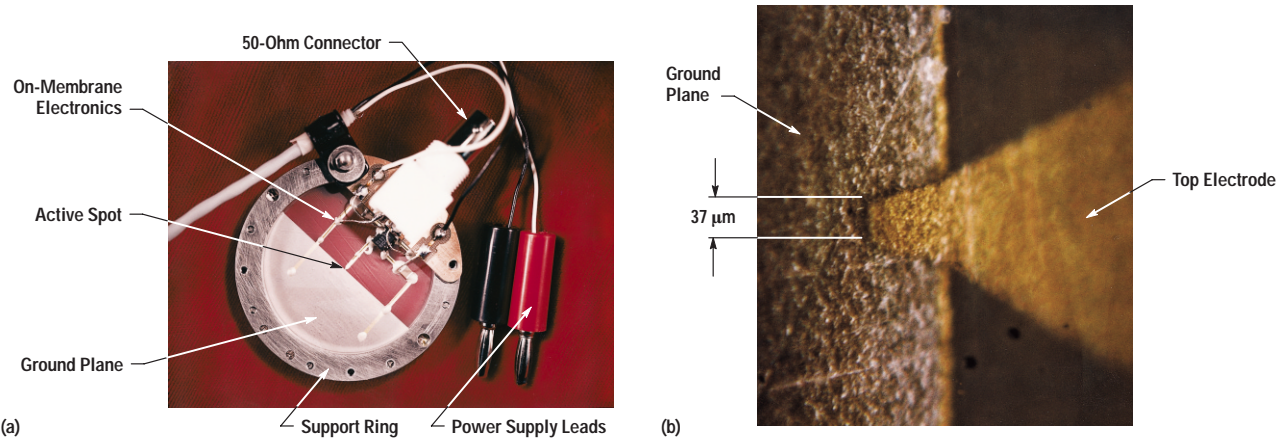 50-Ohm Connector
On-Membrane
Electronics
Active Spot
Ground Plane
Support Ring
Power Supply Leads
(a)
Ground
Plane
37 µm
Top Electrode
(b)